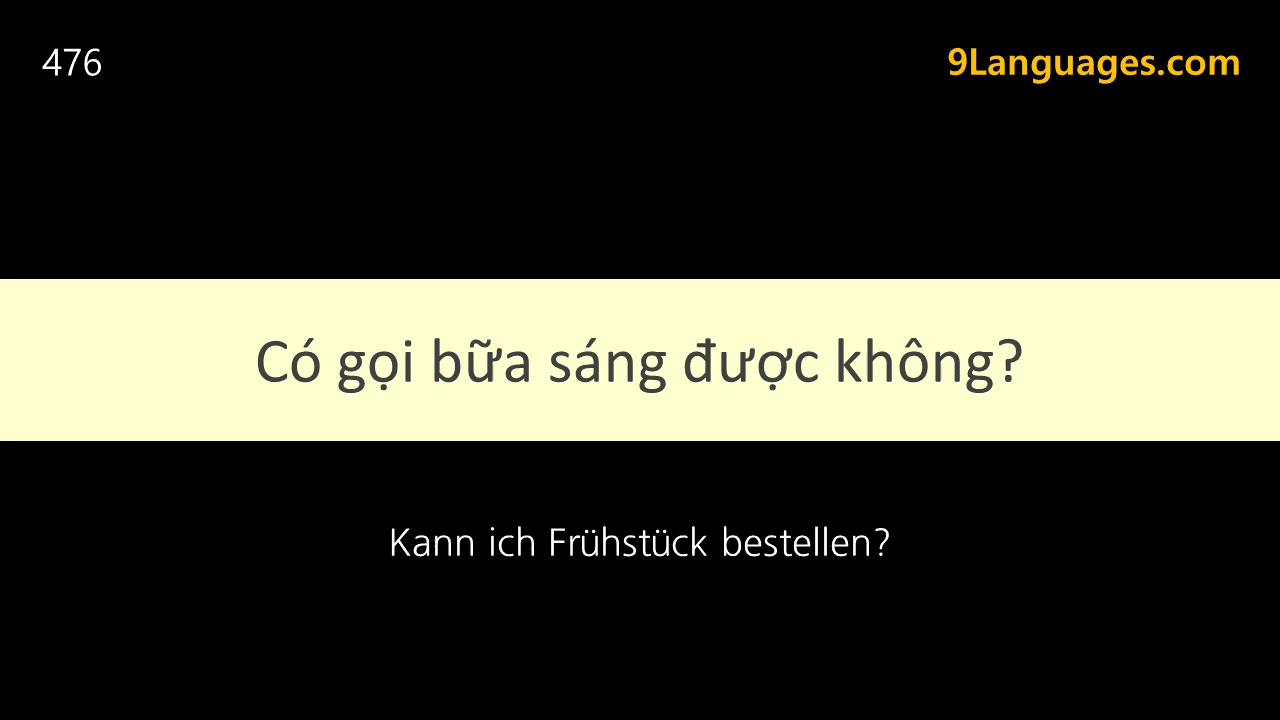 476
9Languages.com
Có gọi bữa sáng được không?
Kann ich Frühstück bestellen?